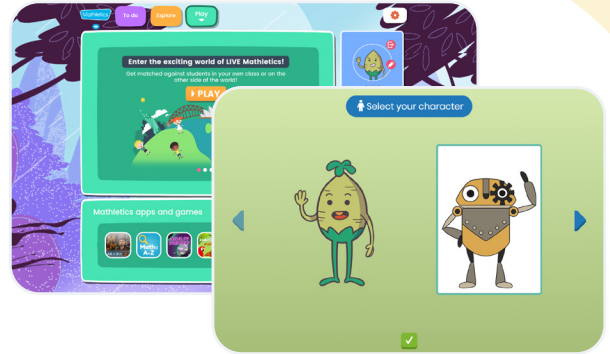 Mathletics
To do
Explore
Play
Enter the exciting world of LIVE Mathletics!
Get matched against students in your own class or on the
other side of the world!
PLAY
Mathletics apps and games
Maths
A-Z
Select your character